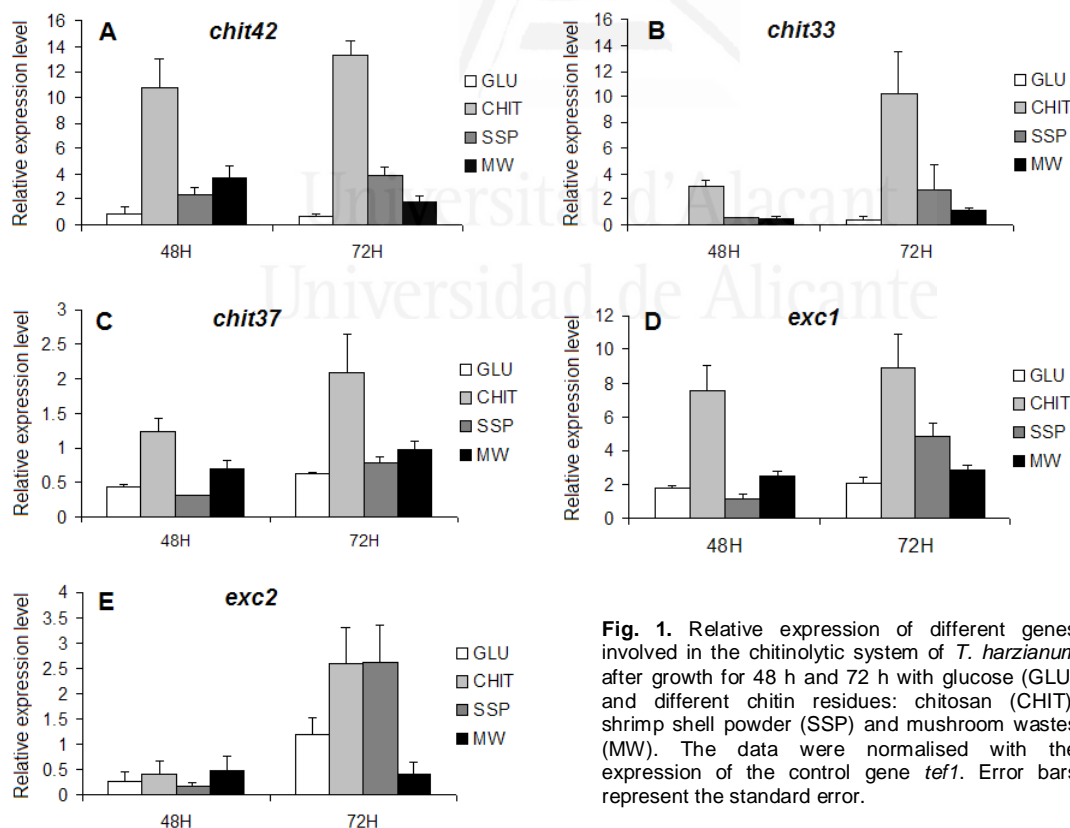 A
chit42
Relative expression level
16
14
12
10
8
6
4
2
0
48H
72H
GLU
CHIT
SSP
MW
B
chit33
Relative expression level
16
14
12
10
8
6
4
2
0
48H
72H
GLU
CHIT
SSP
MW
Universitat d'Alacant
Universidad de Alicante
C
chit37
Relative expression level
3
2.5
2
1.5
1
0.5
0
48H
72H
GLU
CHIT
SSP
MW
D
exc1
Relative expression level
12
10
8
6
4
2
0
48H
72H
GLU
CHIT
SSP
MW
E
exc2
Relative expression level
4
3.5
3
2.5
2
1.5
1
0.5
0
48H
72H
GLU
CHIT
SSP
MW
Fig. 1. Relative expression of different genes
involved in the chitinolytic system of T. harzianum
after growth for 48 h and 72 h with glucose (GLU
and different chitin residues: chitosan (CHIT)
shrimp shell powder (SSP) and mushroom wastes
(MW). The data were normalised with the
expression of the control gene tef1. Error bars
represent the standard error.